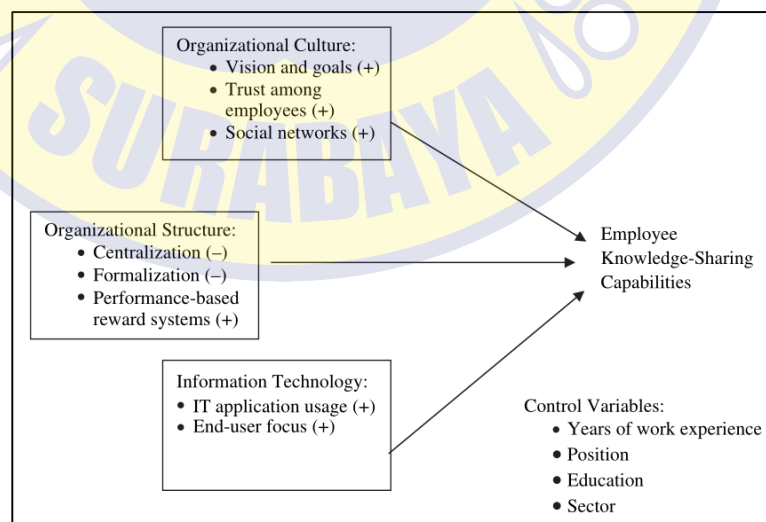 Organizational Culture:
• Vision and goals (+)
• Trust among
employees (+)
• Social networks (+)
SURABAYA
Organizational Structure:
• Centralization (–)
• Formalization (–)
• Performance-based
reward systems (+)
Employee
Knowledge-Sharing
Capabilities
Information Technology:
• IT application usage (+)
• End-user focus (+)
Control Variables:
• Years of work experience
• Position
• Education
• Sector